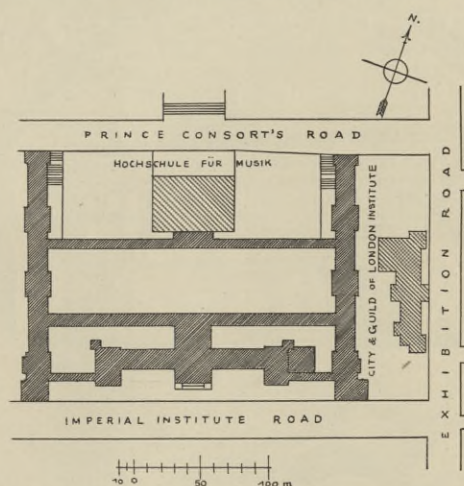 N.
PRINCE CONSORT'S ROAD
HOCHSCHULE FÜR MUSIK
CITY & GUILD OF LONDON INSTITUTE
EXHIBITION ROAD
IMPERIAL INSTITUTE ROAD
10 0 50 100 m